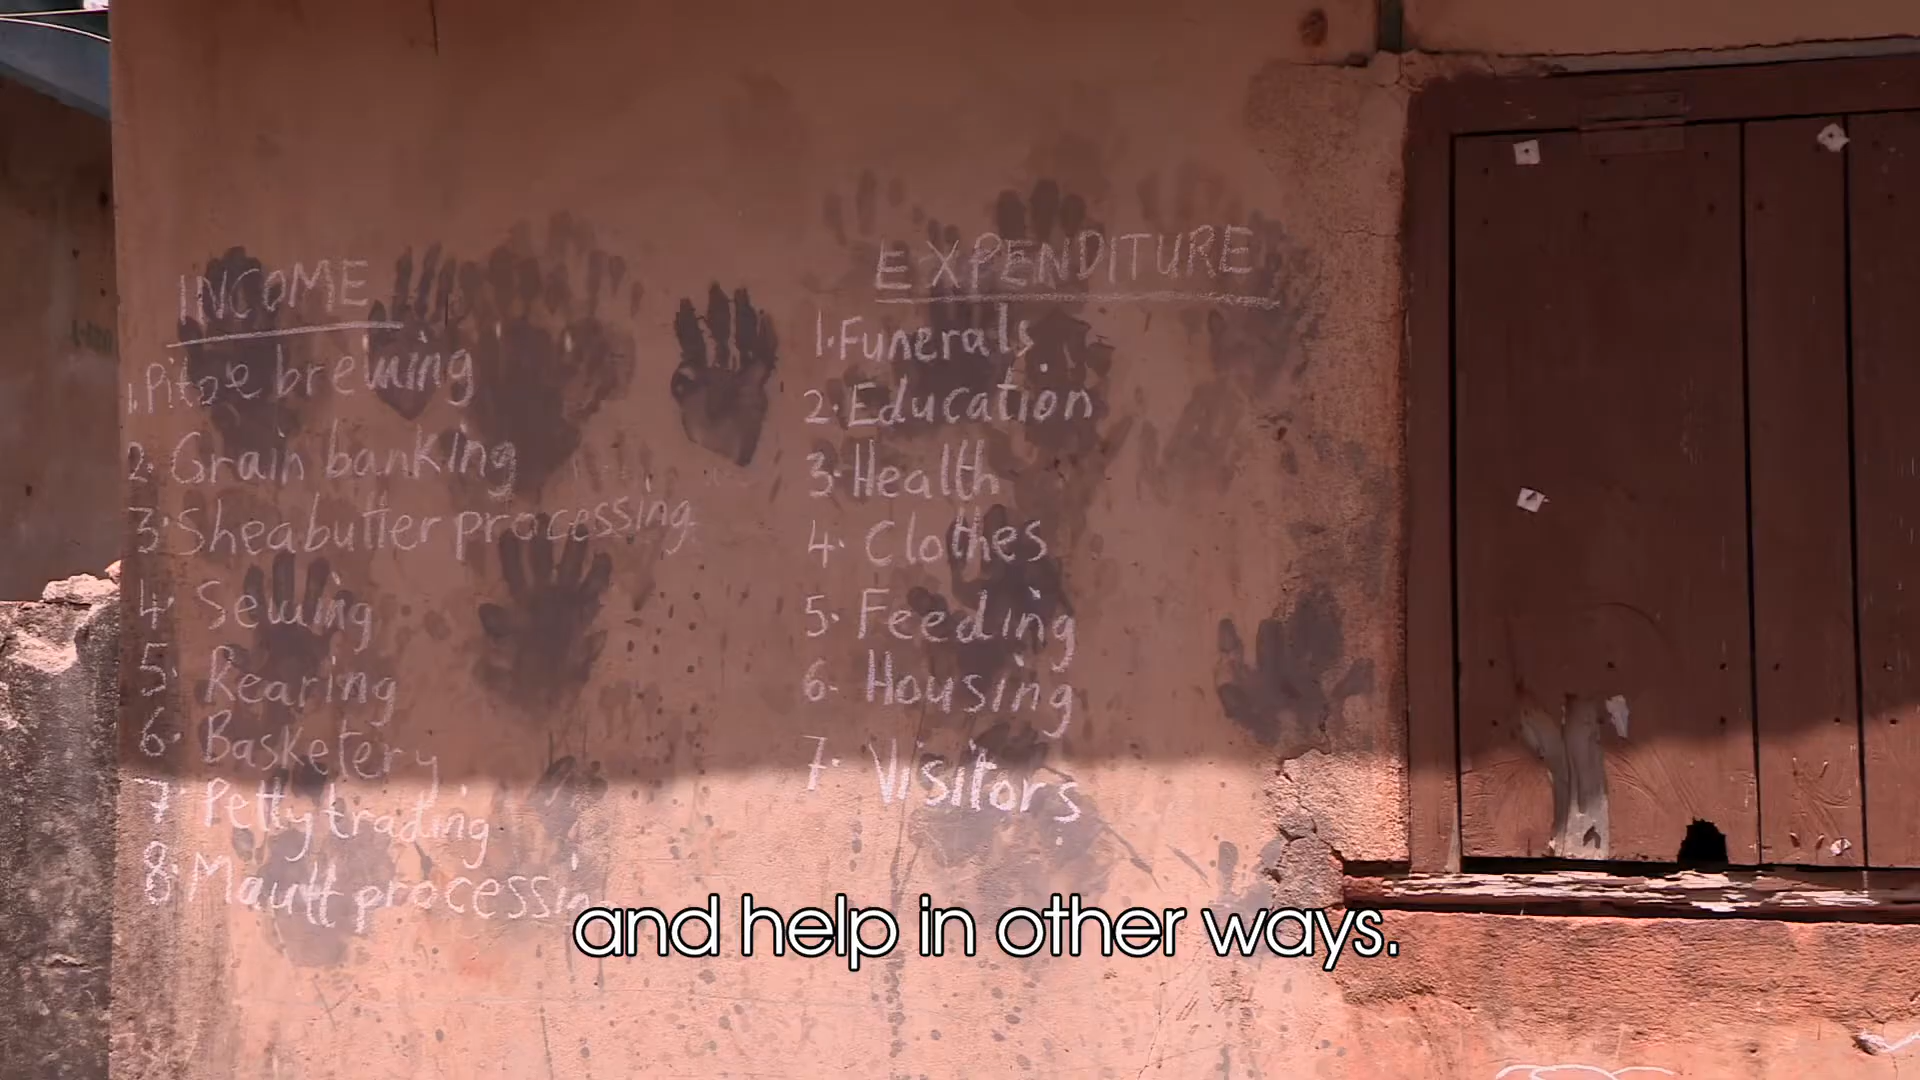 INCOME
1. Pitoe brewing
2. Grain banking
3. Sheabutter processing
4. Sewing
5. Rearing
6. Basketery
7. Petty trading
8. Mautt processing
EXPENDITURE
1. Funerals
2. Education
3. Health
4. Clothes
5. Feeding
6. Housing
7. Visitors
and help in other ways.